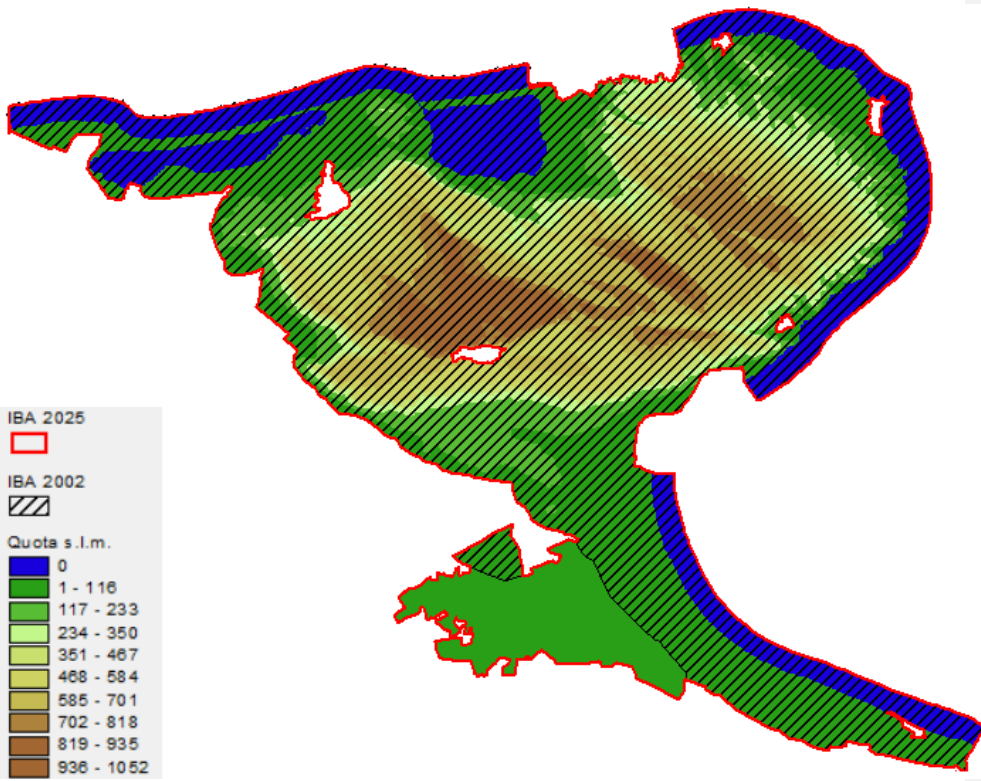 IBA 2025
IBA 2002
Quota s.l.m.
0
1 - 116
117 - 233
234 - 350
351 - 467
468 - 584
585 - 701
702 - 818
819 - 935
936 - 1052